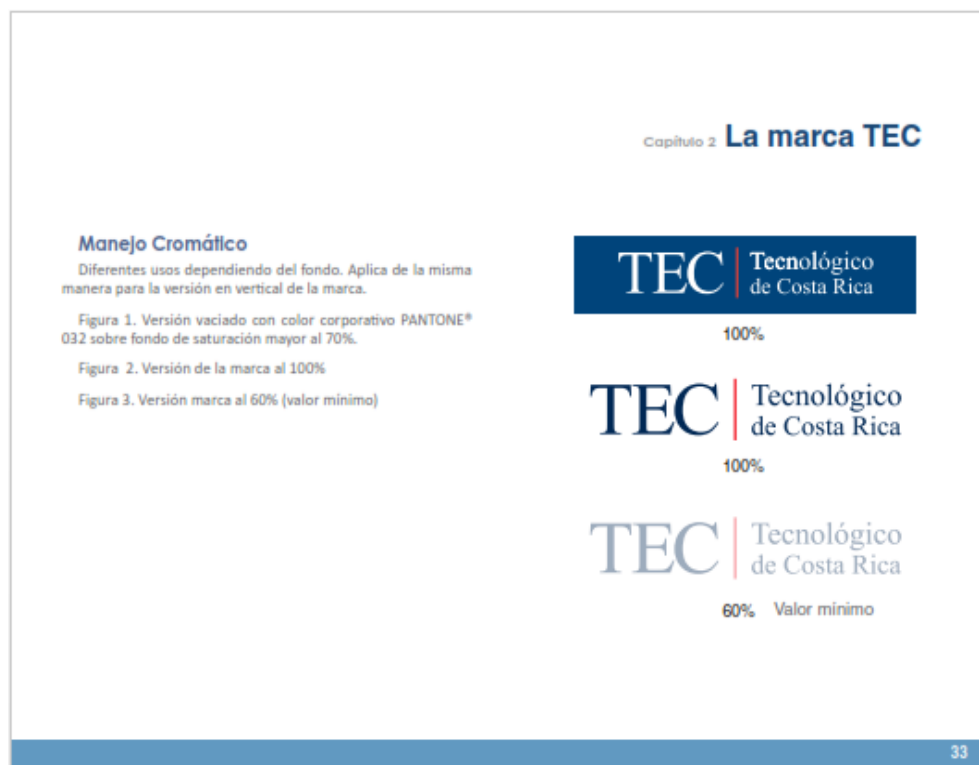 Capítulo 2 La marca TEC
Manejo Cromático
Diferentes usos dependiendo del fondo. Aplica de la misma
manera para la versión en vertical de la marca.
Figura 1. Versión vaciado con color corporativo PANTONE®
032 sobre fondo de saturación mayor al 70%.
Figura 2. Versión de la marca al 100%
Figura 3. Versión marca al 60% (valor mínimo)
TEC Tecnológico
de Costa Rica
100%
TEC Tecnológico
de Costa Rica
100%
TEC Tecnológico
de Costa Rica
60% Valor mínimo
33